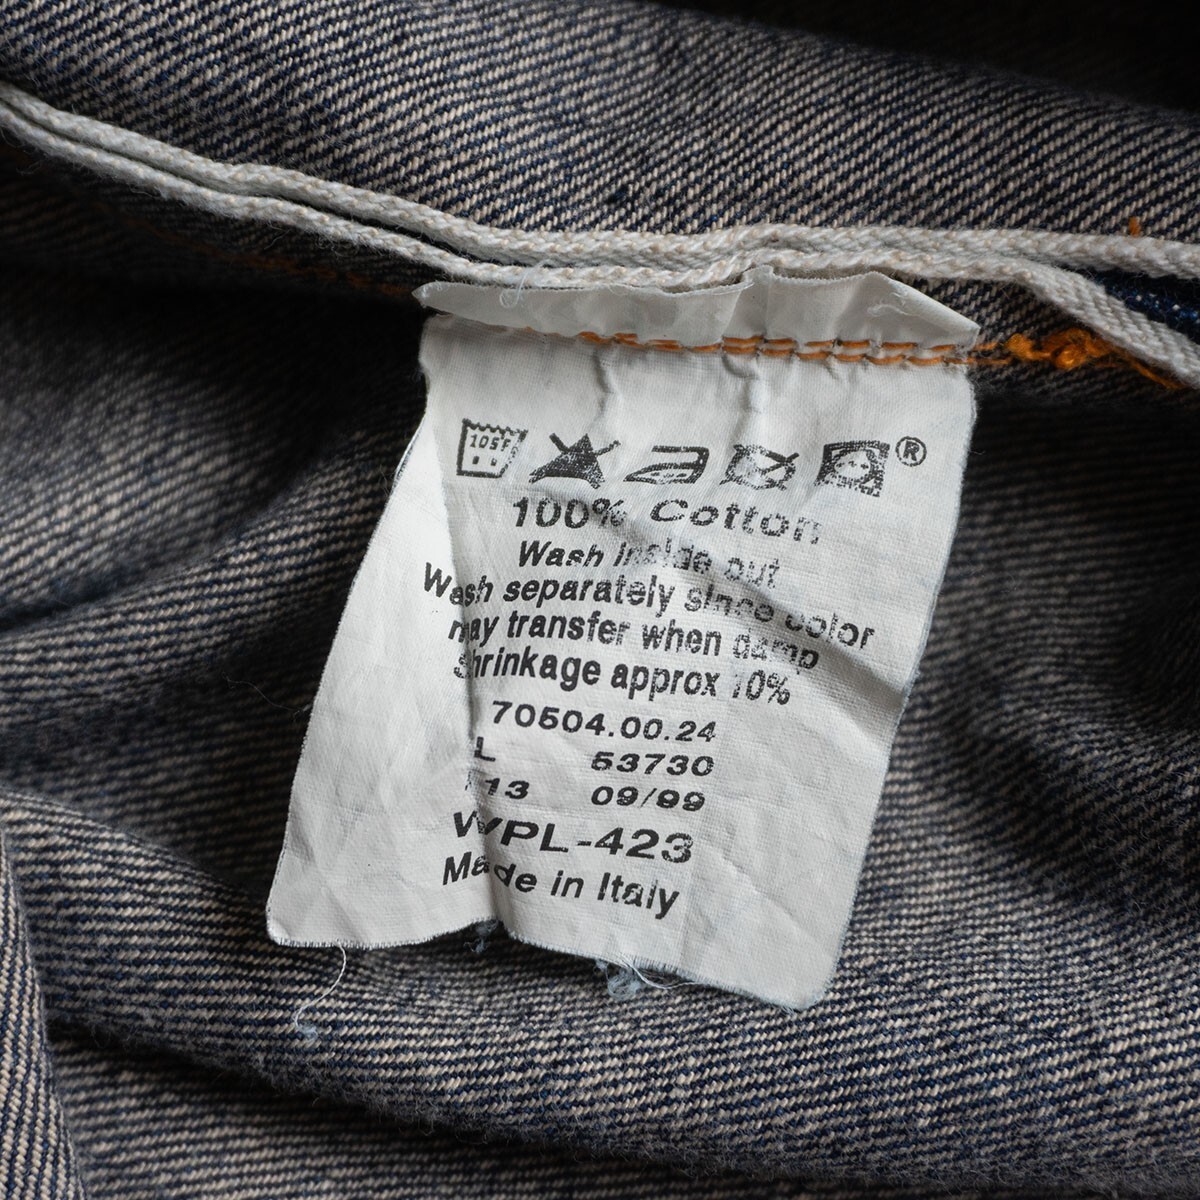 105F ®
100% Cotton
Wash inside out
Wash separately since color
may transfer when damp
shrinkage approx 10%
70504.00.24
L 53730
13 09/99
WPL-423
Made in Italy